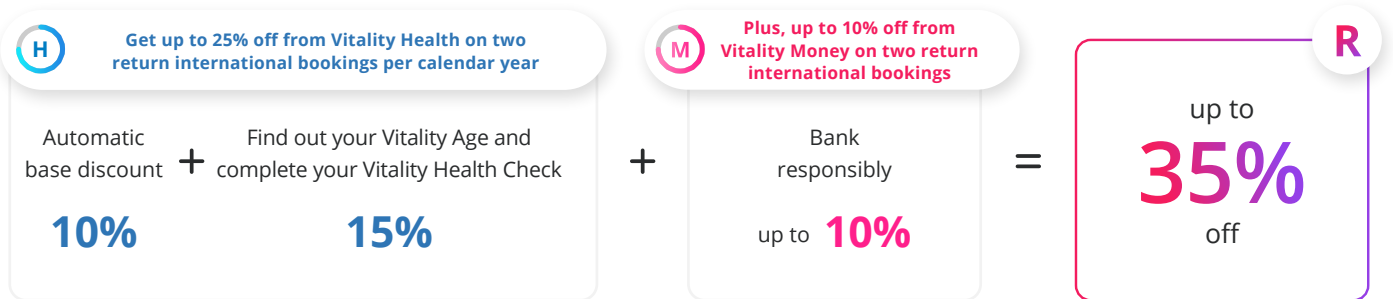 H
Get up to 25% off from Vitality Health on two
return international bookings per calendar year
Automatic
base discount
+
Find out your Vitality Age and
complete your Vitality Health Check
10%
15%
+
M
Plus, up to 10% off from
Vitality Money on two return
international bookings
Bank
responsibly
up to 10%
=
R
up to
35%
off